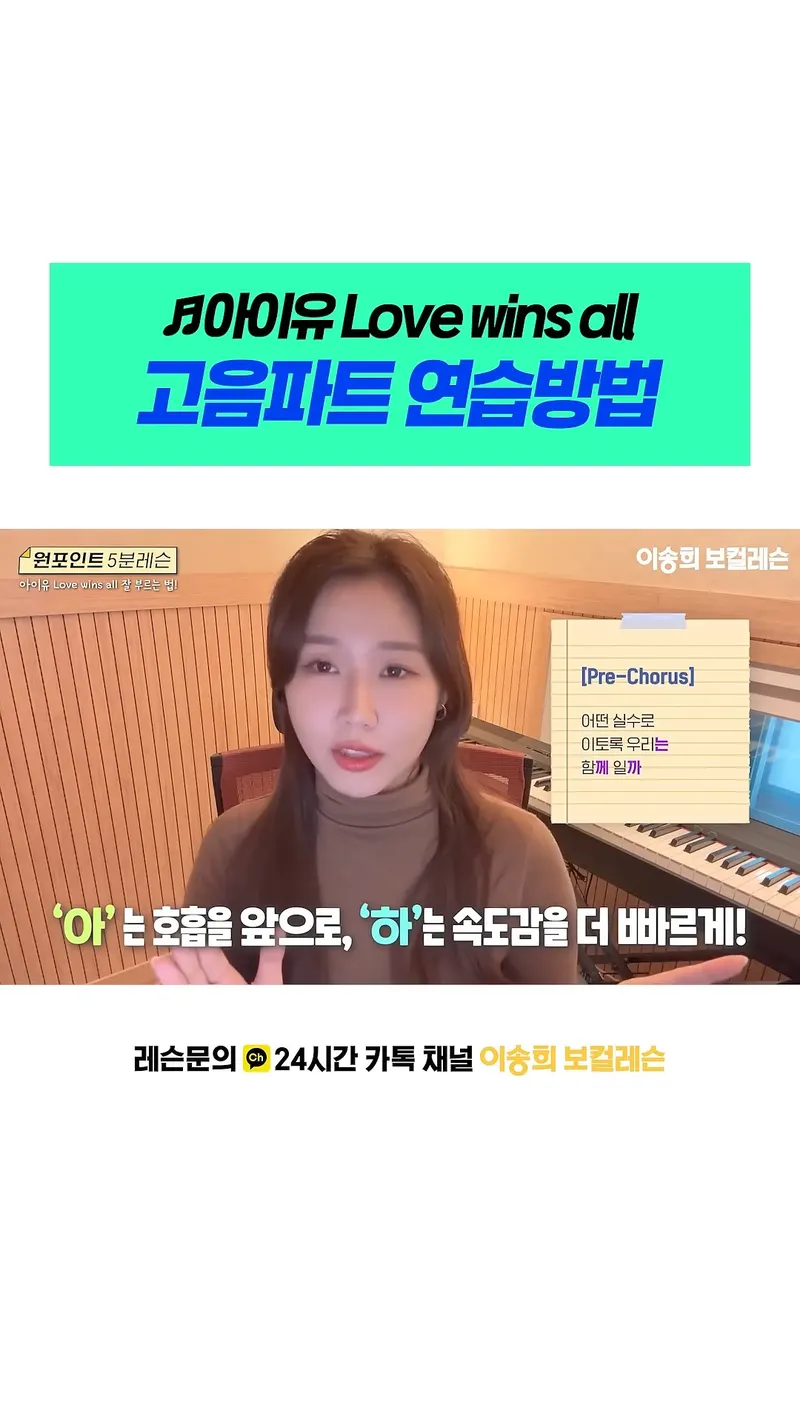 ♬아이유 Love wins all
고음파트 연습방법
원포인트 5분레슨
아이유 Love wins all 잘 부르는 법!
이송희 보컬레슨
[Pre-Chorus]
어떤 실수로
이토록 우리는
함께 일까
‘아’는 호흡을 앞으로, ‘하’는 속도감을 더 빠르게!
레슨문의 Ch 24시간 카톡 채널 이송희 보컬레슨